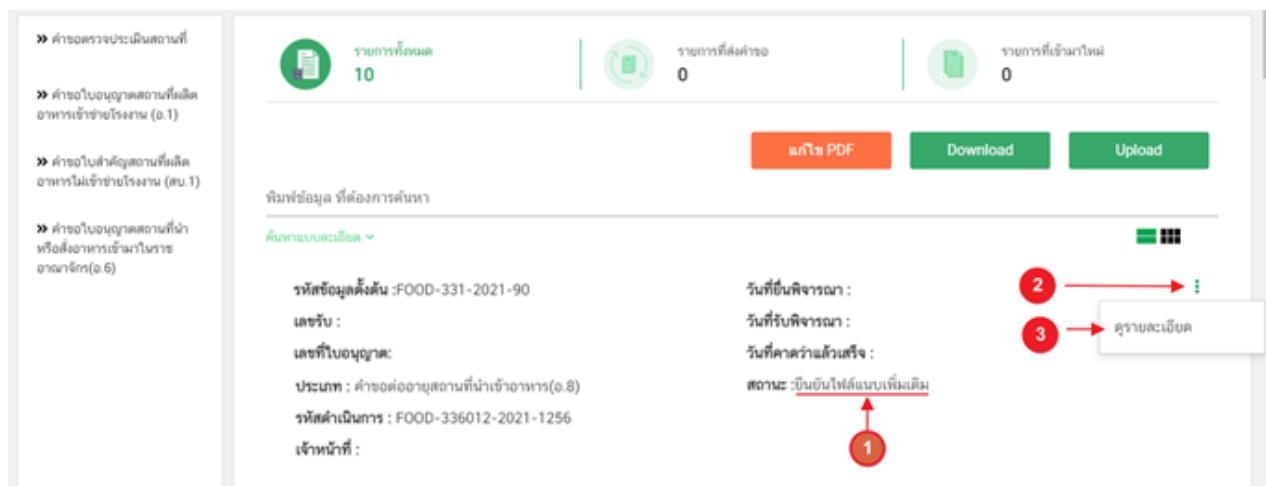 » คำขอตรวจประเมินสถานที่
» คำขอใบอนุญาตสถานที่ผลิต
อาหารเข้าข่ายโรงงาน (อ.1)
» คำขอใบสำคัญสถานที่ผลิต
อาหารไม่เข้าข่ายโรงงาน (สบ.1)
» คำขอใบอนุญาตสถานที่นำ
หรือสั่งอาหารเข้ามาในราช
อาณาจักร(อ.6)
รายการทั้งหมด
10
รายการที่ส่งคำขอ
0
รายการที่เข้ามาใหม่
0
แก้ไข PDF
Download
Upload
พิมพ์ข้อมูล ที่ต้องการค้นหา
ค้นหาแบบละเอียด
รหัสข้อมูลตั้งต้น :FOOD-331-2021-90
วันที่ยื่นพิจารณา :
2
เลขรับ :
วันที่รับพิจารณา :
3
ดูรายละเอียด
เลขที่ใบอนุญาต:
วันที่คาดว่าแล้วเสร็จ :
ประเภท : คำขอต่ออายุสถานที่นำเข้าอาหาร(อ.8)
สถานะ :ยืนยันไฟล์แนบเพิ่มเติม
รหัสดำเนินการ : FOOD-336012-2021-1256
เจ้าหน้าที่ :
1